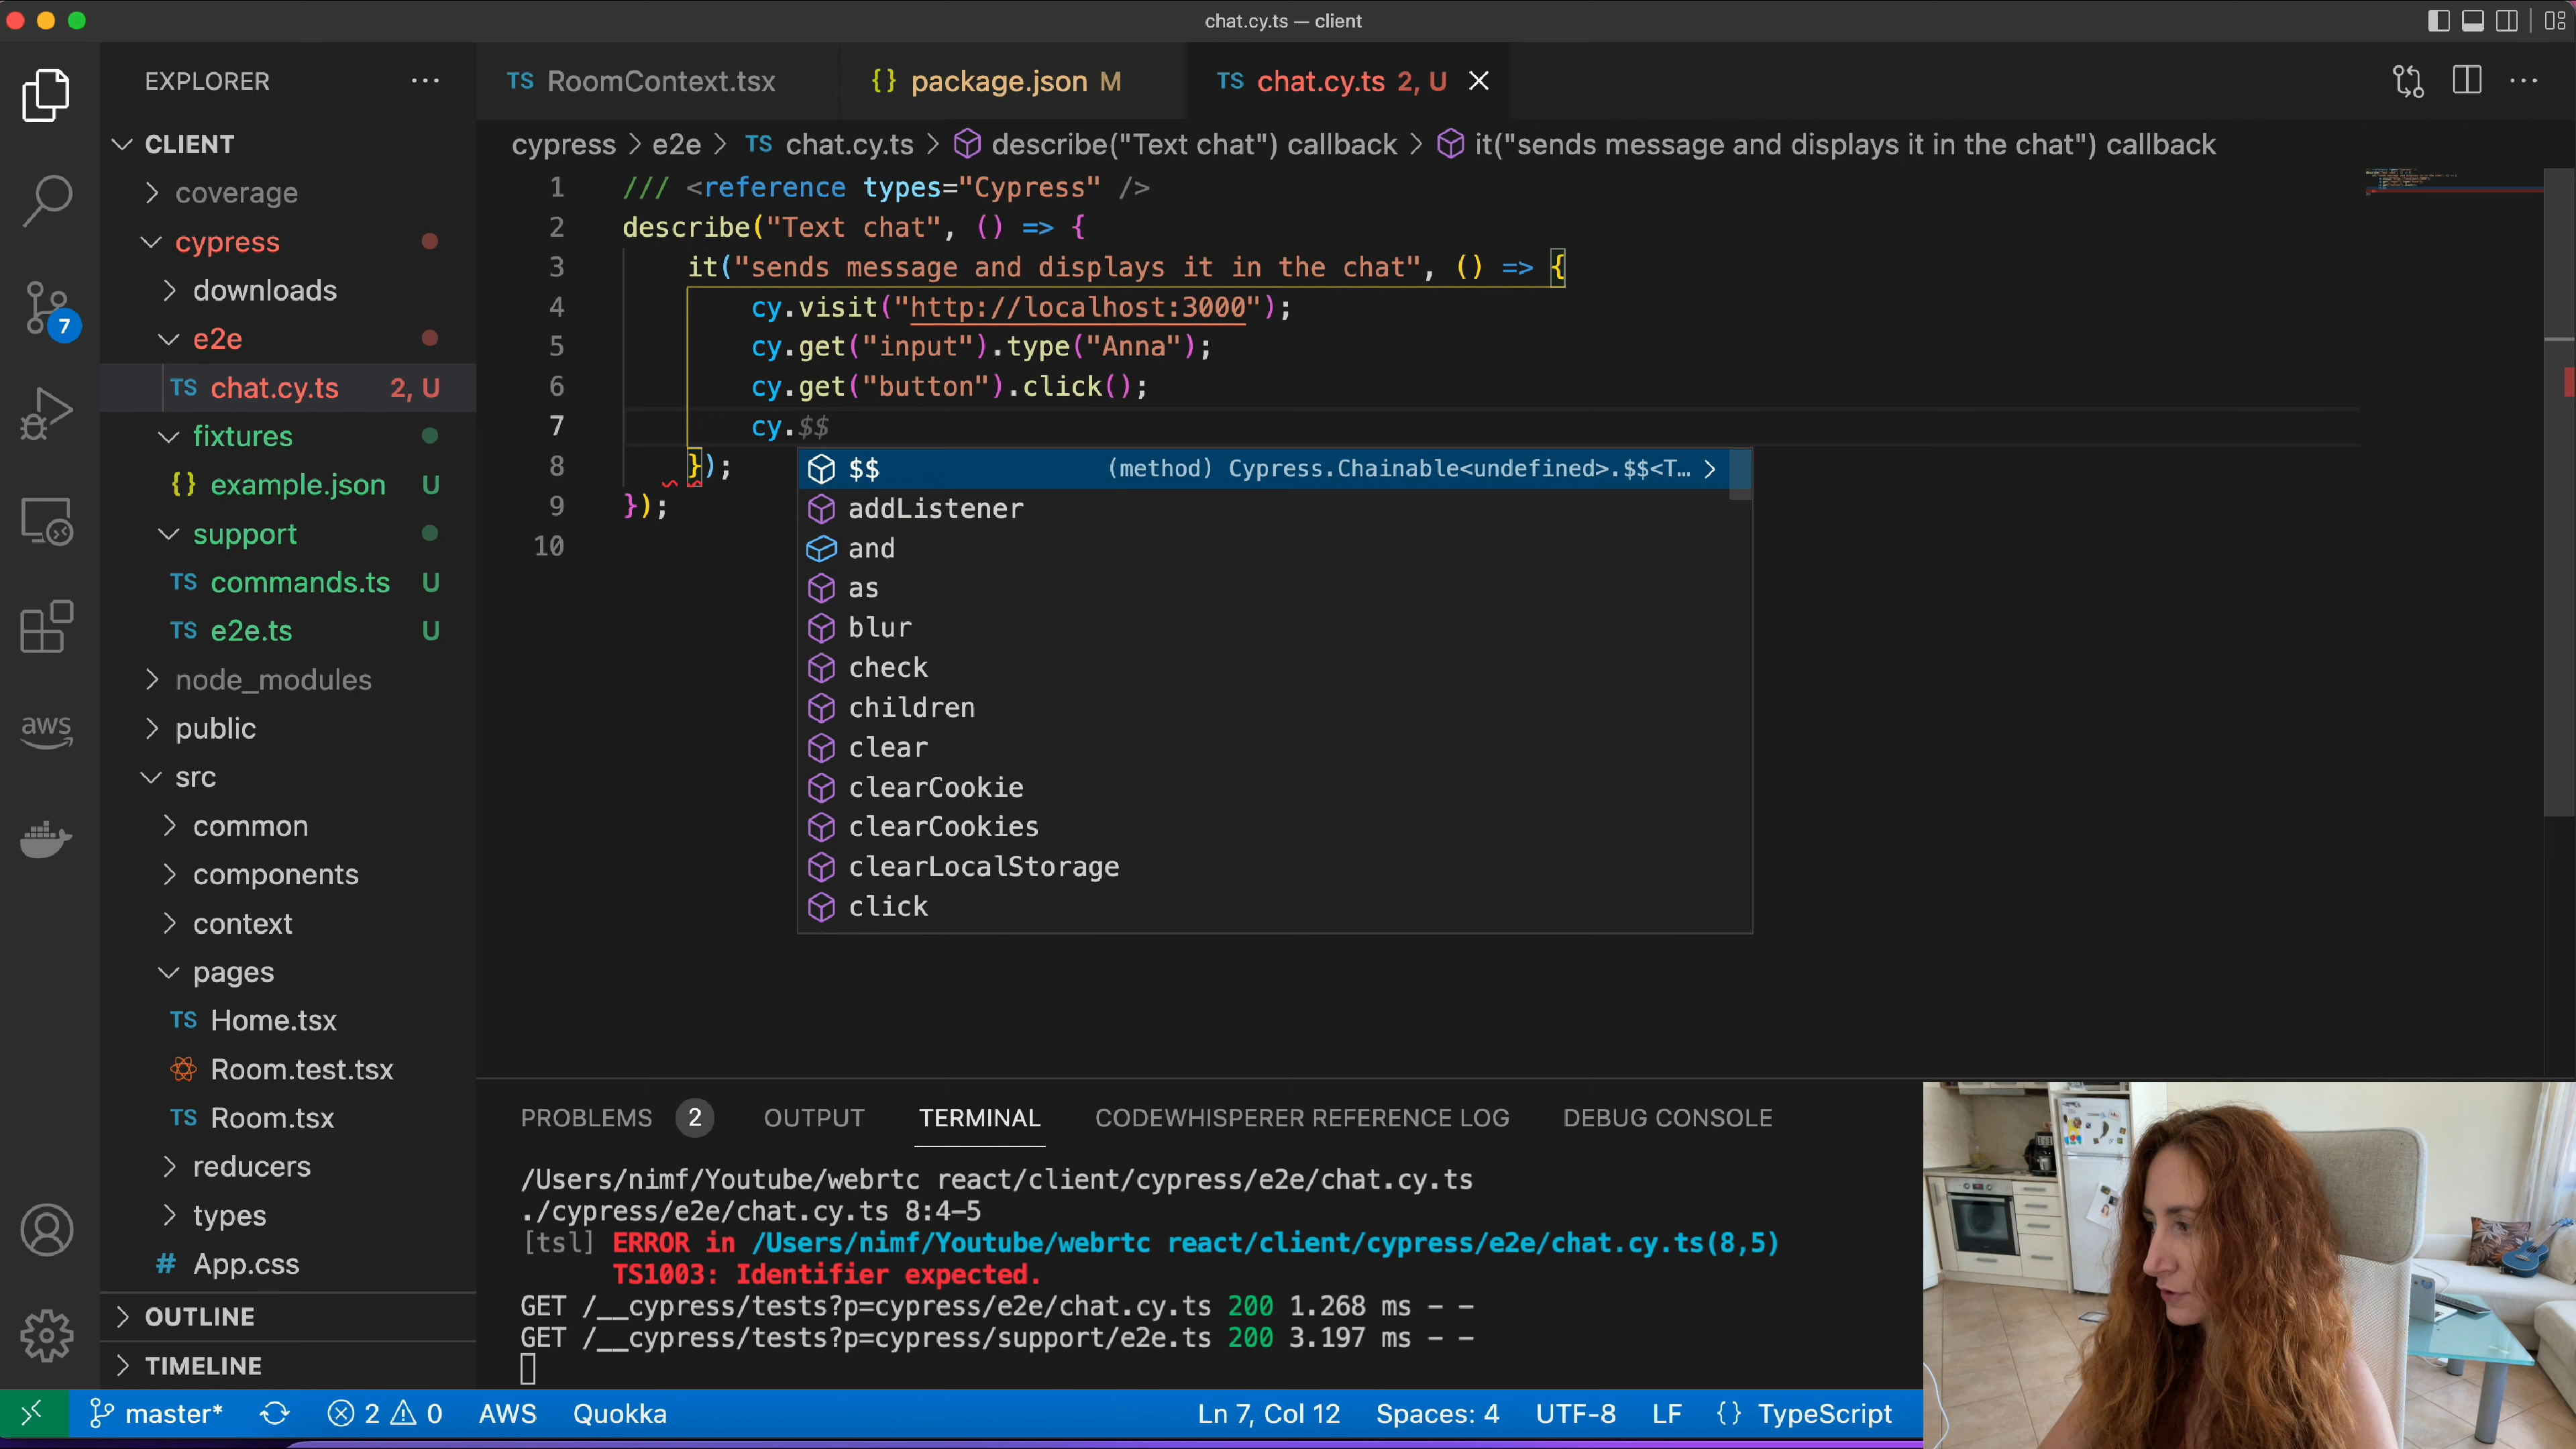 chat.cy.ts — client
EXPLORER
CLIENT
coverage
cypress
downloads
e2e
TS chat.cy.ts 2, U
fixtures
{} example.json U
support
TS commands.ts U
TS e2e.ts U
node_modules
public
src
common
components
context
pages
TS Home.tsx
Room.test.tsx
TS Room.tsx
reducers
types
# App.css
OUTLINE
TIMELINE
7
aws
TS RoomContext.tsx
{} package.json M
TS chat.cy.ts 2, U
cypress > e2e > TS chat.cy.ts > describe("Text chat") callback > it("sends message and displays it in the chat") callback
1 /// <reference types="Cypress" />
2 describe("Text chat", () => {
3 it("sends message and displays it in the chat", () => {
4 cy.visit("http://localhost:3000");
5 cy.get("input").type("Anna");
6 cy.get("button").click();
7 cy.$$
8 });
9 });
10
$$ (method) Cypress.Chainable<undefined>.$$<T… >
addListener
and
as
blur
check
children
clear
clearCookie
clearCookies
clearLocalStorage
click
PROBLEMS 2 OUTPUT TERMINAL CODEWHISPERER REFERENCE LOG DEBUG CONSOLE
/Users/nimf/Youtube/webrtc react/client/cypress/e2e/chat.cy.ts
./cypress/e2e/chat.cy.ts 8:4-5
[tsl] ERROR in /Users/nimf/Youtube/webrtc react/client/cypress/e2e/chat.cy.ts(8,5)
TS1003: Identifier expected.
GET /__cypress/tests?p=cypress/e2e/chat.cy.ts 200 1.268 ms - -
GET /__cypress/tests?p=cypress/support/e2e.ts 200 3.197 ms - -
master* 2 0 AWS Quokka Ln 7, Col 12 Spaces: 4 UTF-8 LF {} TypeScript